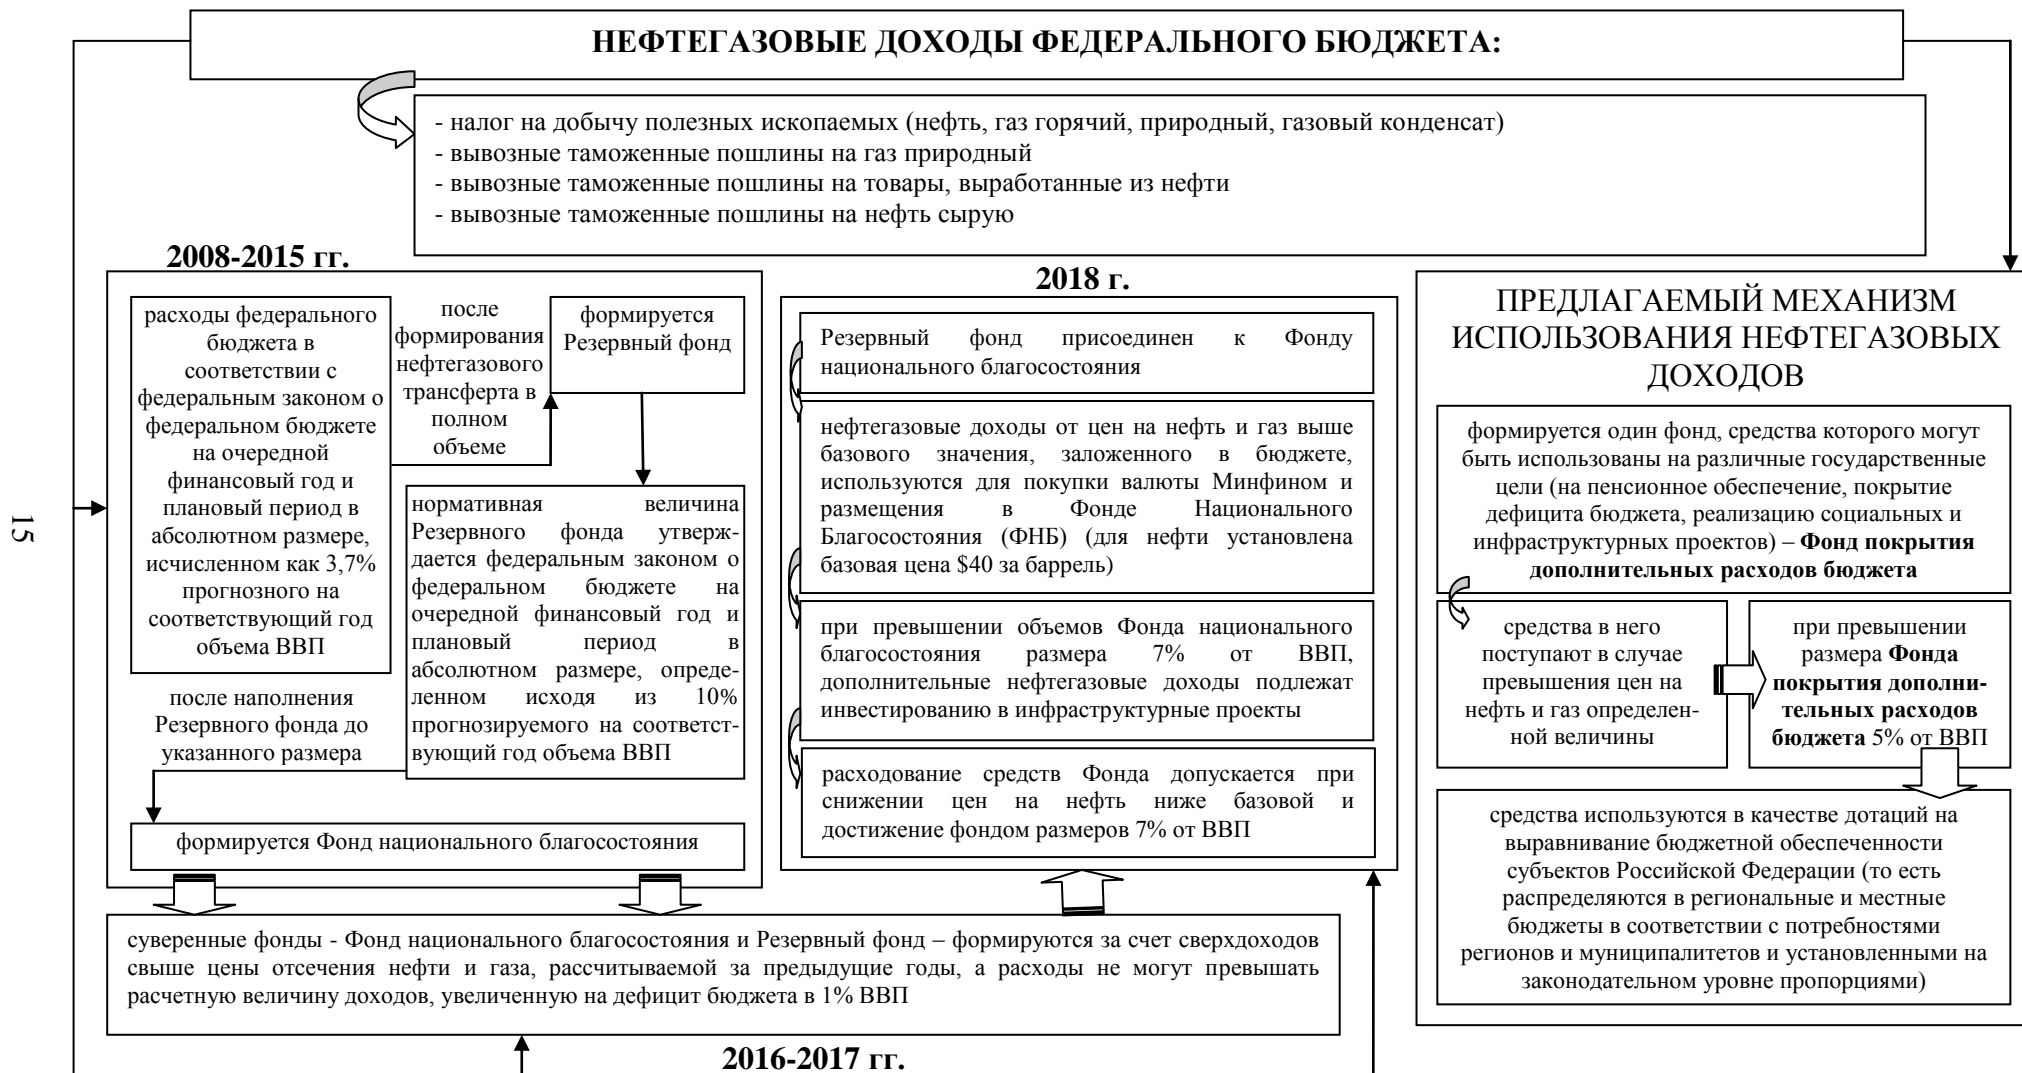 НЕФТЕГАЗОВЫЕ ДОХОДЫ ФЕДЕРАЛЬНОГО БЮДЖЕТА:
- налог на добычу полезных ископаемых (нефть, газ горячий, природный, газовый конденсат)
- вывозные таможенные пошлины на газ природный
- вывозные таможенные пошлины на товары, выработанные из нефти
- вывозные таможенные пошлины на нефть сырую
2008-2015 гг.
расходы федерального
бюджета в
соответствии с
федеральным законом о
федеральном бюджете
на очередной
финансовый год и
плановый период в
абсолютном размере,
исчисленном как 3,7%
прогнозного на
соответствующий год
объема ВВП
после
формирования
нефтегазового
трансферта в
полном
объеме
формируется
Резервный фонд
нормативная величина
Резервного фонда утверж-
дается федеральным законом о
федеральном бюджете на
очередной финансовый год и
плановый период в
абсолютном размере, опреде-
ленном исходя из 10%
прогнозируемого на соответст-
вующий год объема ВВП
после наполнения
Резервного фонда до
указанного размера
формируется Фонд национального благосостояния
2018 г.
Резервный фонд присоединен к Фонду
национального благосостояния
нефтегазовые доходы от цен на нефть и газ выше
базового значения, заложенного в бюджете,
используются для покупки валюты Минфином и
размещения в Фонде Национального
Благосостояния (ФНБ) (для нефти установлена
базовая цена $40 за баррель)
при превышении объемов Фонда национального
благосостояния размера 7% от ВВП,
дополнительные нефтегазовые доходы подлежат
инвестированию в инфраструктурные проекты
расходование средств Фонда допускается при
снижении цен на нефть ниже базовой и
достижение фондом размеров 7% от ВВП
ПРЕДЛАГАЕМЫЙ МЕХАНИЗМ
ИСПОЛЬЗОВАНИЯ НЕФТЕГАЗОВЫХ
ДОХОДОВ
формируется один фонд, средства которого могут
быть использованы на различные государственные
цели (на пенсионное обеспечение, покрытие
дефицита бюджета, реализацию социальных и
инфраструктурных проектов) – Фонд покрытия
дополнительных расходов бюджета
средства в него
поступают в случае
превышения цен на
нефть и газ определен-
ной величины
при превышении
размера Фонда
покрытия дополни-
тельных расходов
бюджета 5% от ВВП
средства используются в качестве дотаций на
выравнивание бюджетной обеспеченности
субъектов Российской Федерации (то есть
распределяются в региональные и местные
бюджеты в соответствии с потребностями
регионов и муниципалитетов и установленными на
законодательном уровне пропорциями)
суверенные фонды - Фонд национального благосостояния и Резервный фонд – формируются за счет сверхдоходов
свыше цены отсечения нефти и газа, рассчитываемой за предыдущие годы, а расходы не могут превышать
расчетную величину доходов, увеличенную на дефицит бюджета в 1% ВВП
2016-2017 гг.
15